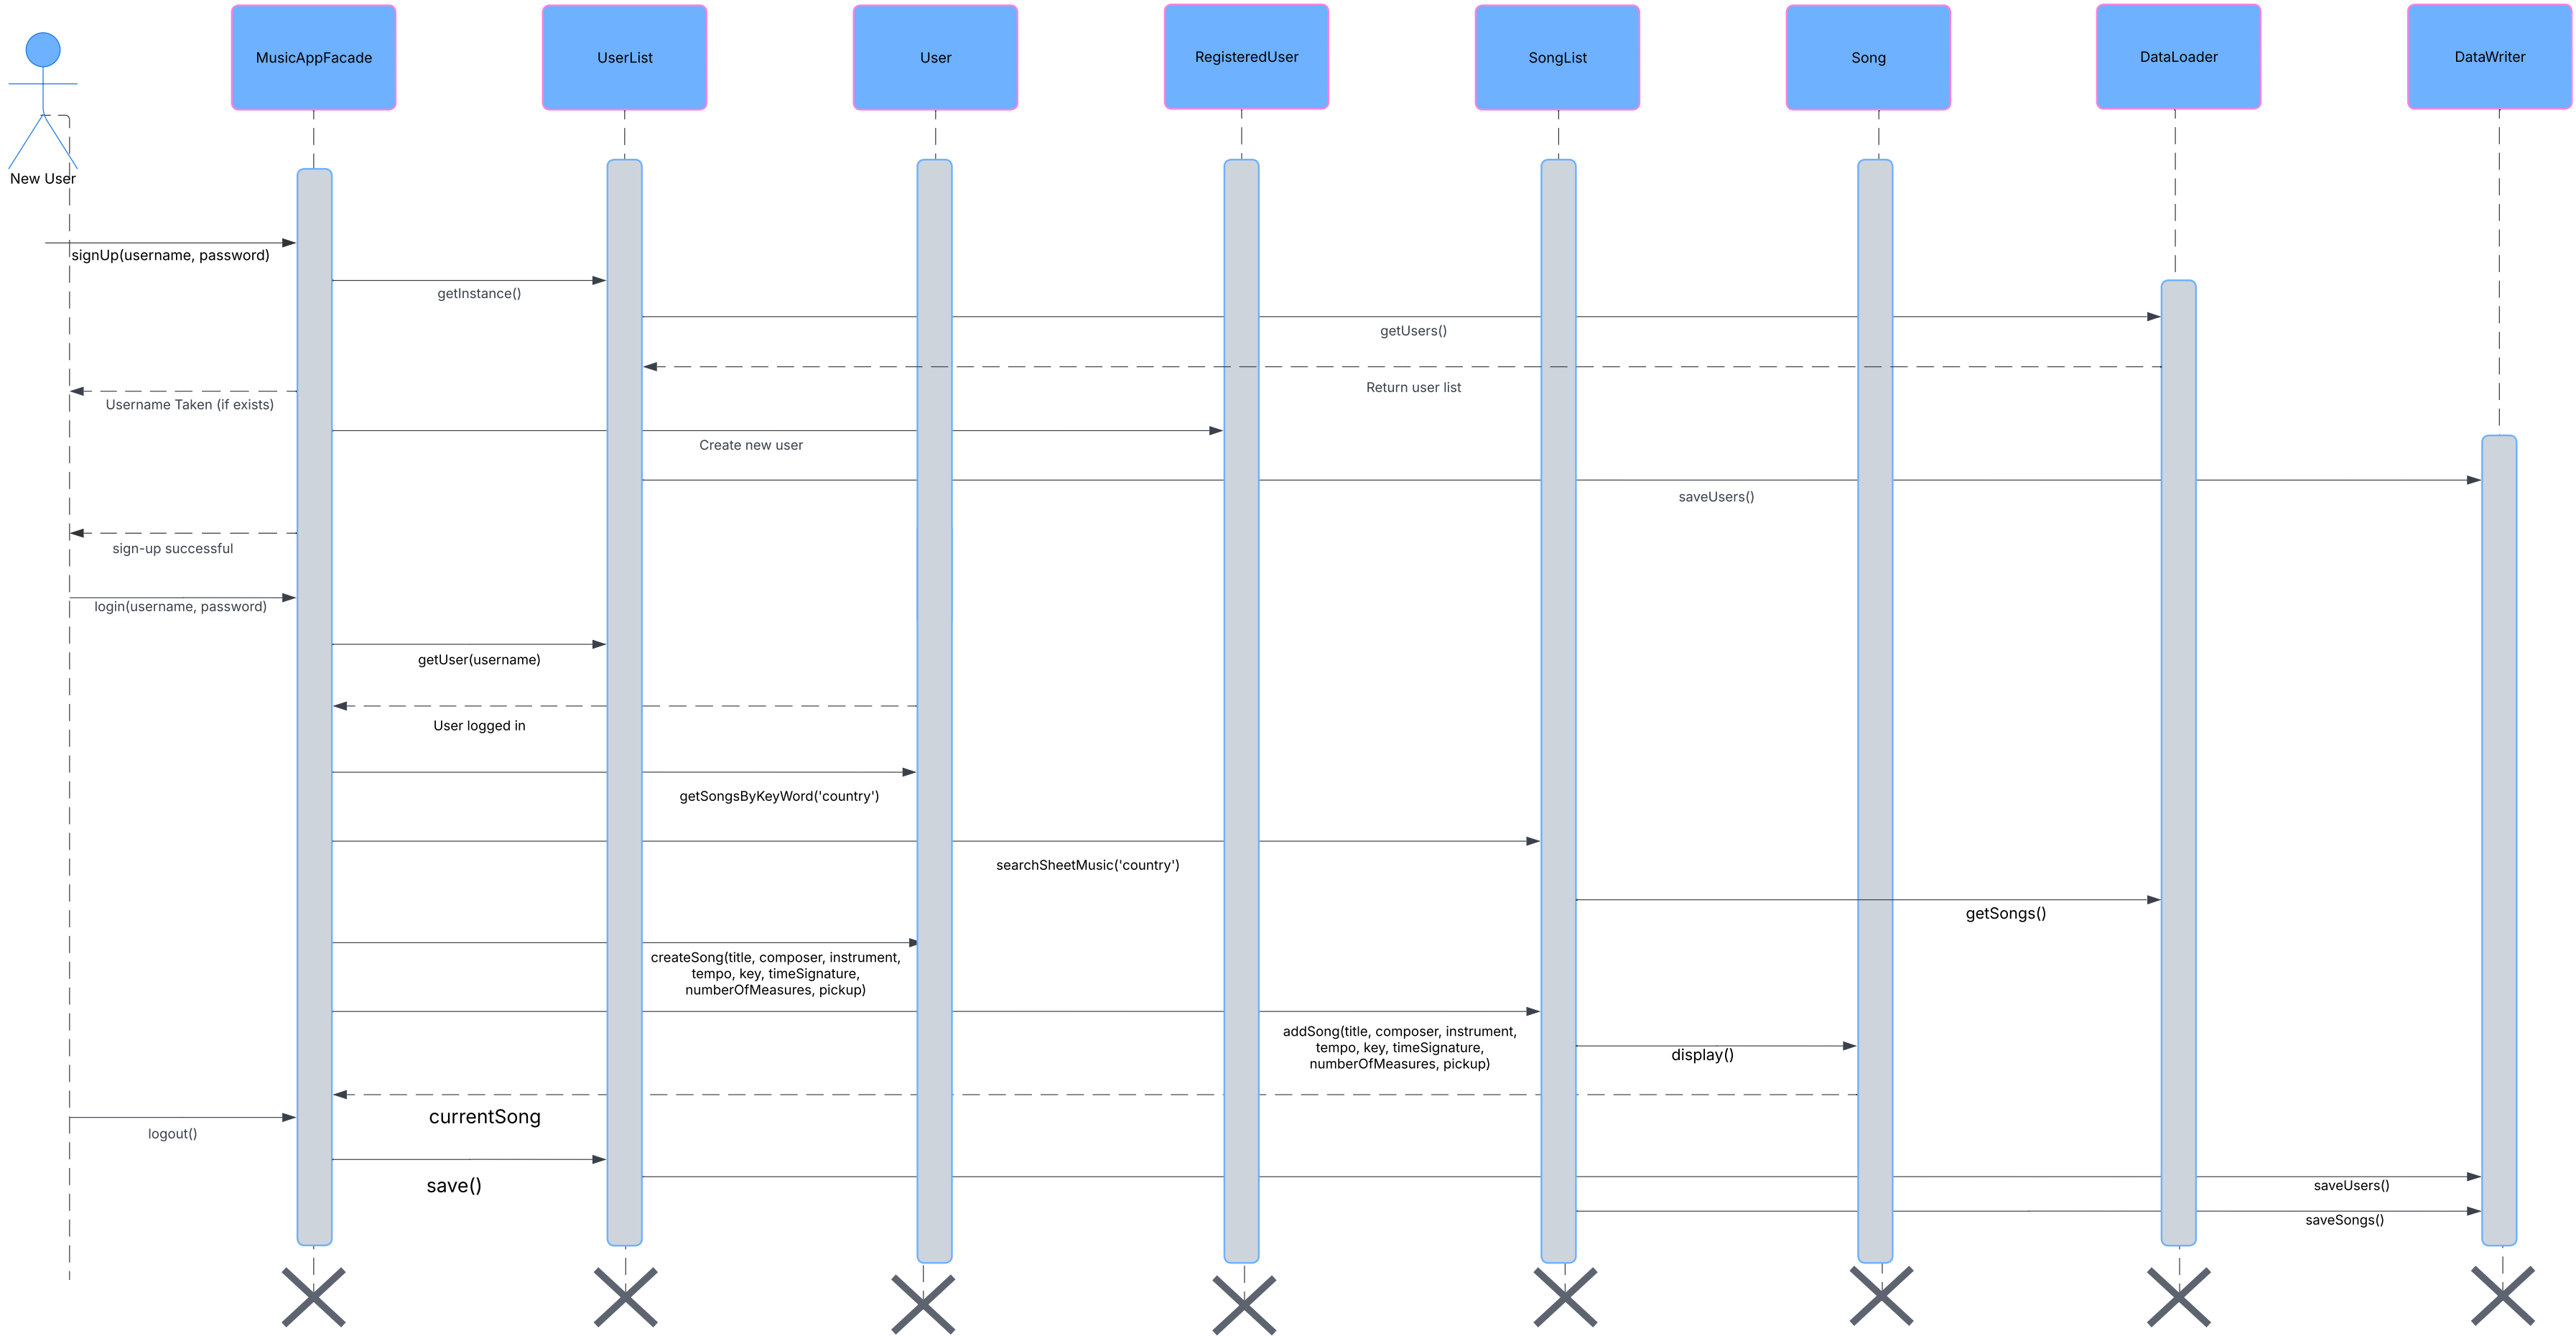 MusicAppFacade
UserList
User
RegisteredUser
SongList
Song
DataLoader
DataWriter
New User
signUp(username, password)
getInstance()
getUsers()
Return user list
Username Taken (if exists)
Create new user
saveUsers()
sign-up successful
login(username, password)
getUser(username)
User logged in
getSongsByKeyWord('country')
searchSheetMusic('country')
getSongs()
createSong(title, composer, instrument,
tempo, key, timeSignature,
numberOfMeasures, pickup)
addSong(title, composer, instrument,
tempo, key, timeSignature,
numberOfMeasures, pickup)
display()
currentSong
logout()
save()
saveUsers()
saveSongs()